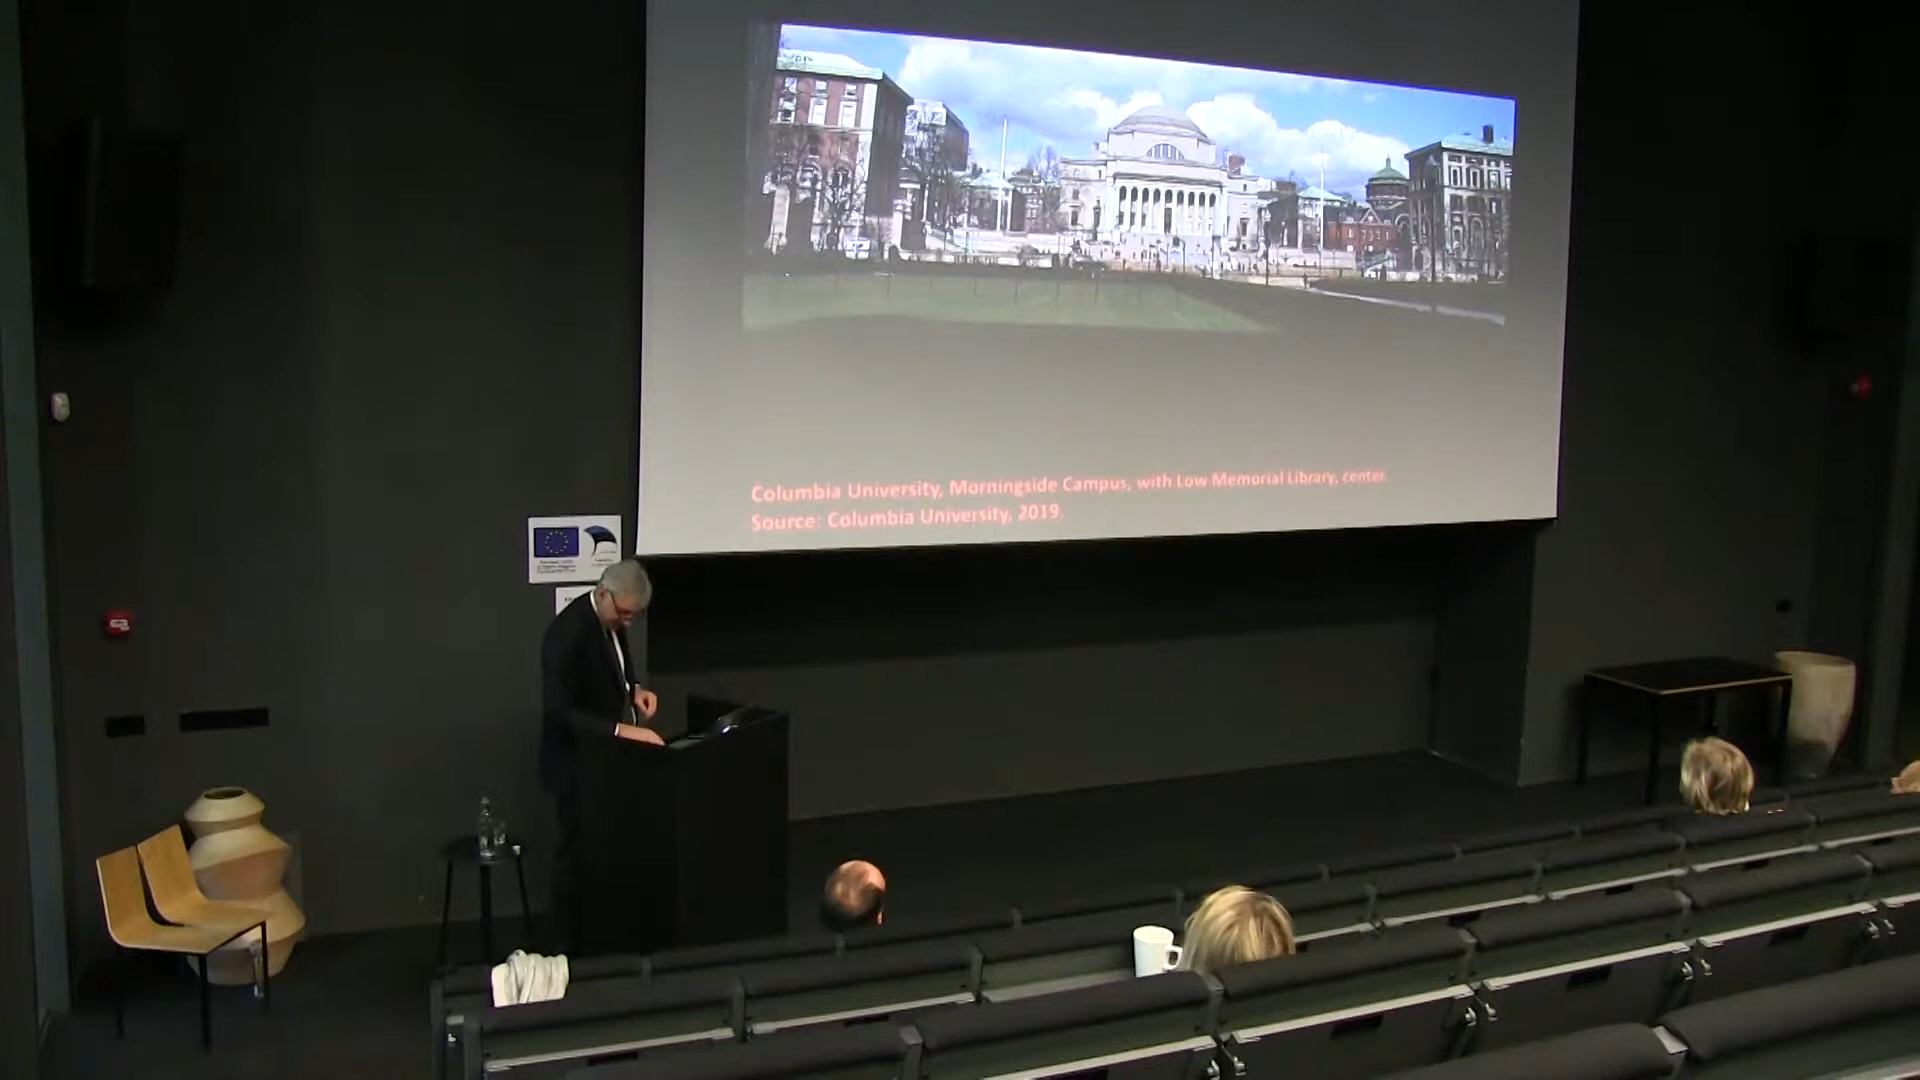 Columbia University, Morningside Campus, with Low Memorial Library, center.
Source: Columbia University, 2019.